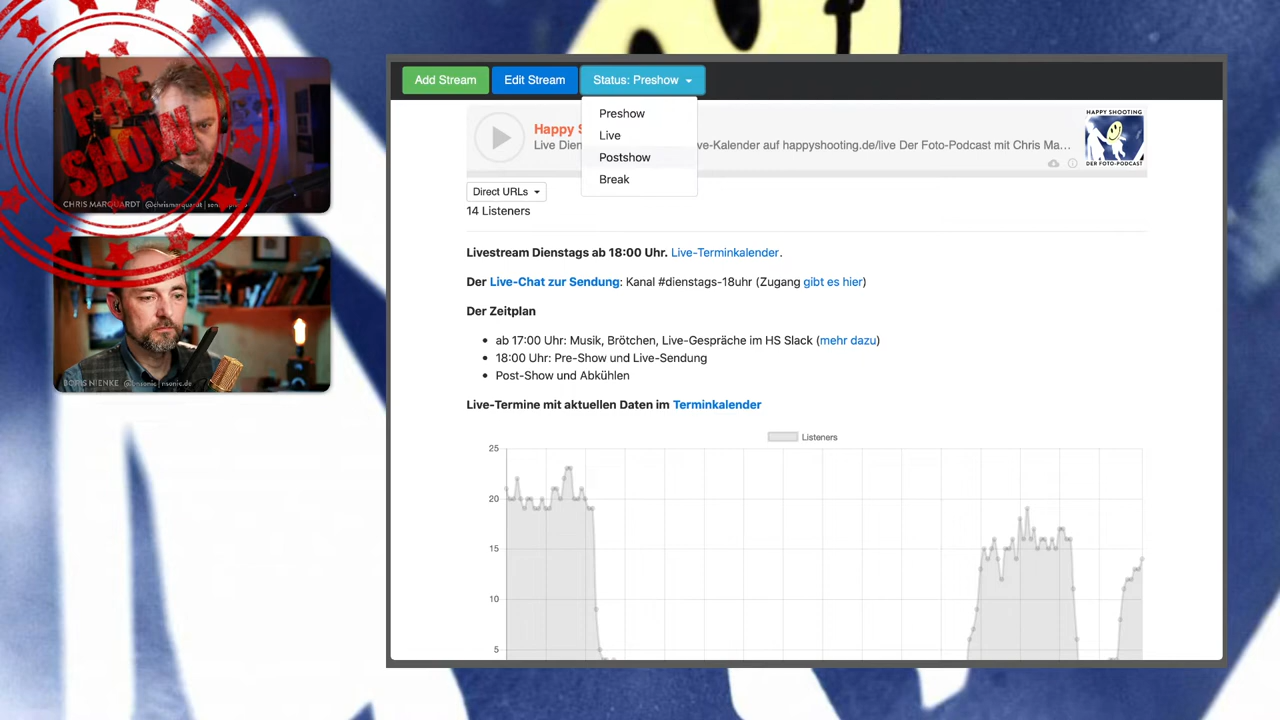 PRE
SHOW
CHRIS MARQUARDT @chrismarquardt |
BORIS NIENKE @bnsonic | nsonic.de
Add Stream
Edit Stream
Status: Preshow
Preshow
Live
Postshow
Break
Happy S
Live Dien
ve-Kalender auf happyshooting.de/live Der Foto-Podcast mit Chris Ma...
HAPPY SHOOTING
DER FOTO-PODCAST
Direct URLs
14 Listeners
Livestream Dienstags ab 18:00 Uhr. Live-Terminkalender.
Der Live-Chat zur Sendung: Kanal #dienstags-18uhr (Zugang gibt es hier)
Der Zeitplan
• ab 17:00 Uhr: Musik, Brötchen, Live-Gespräche im HS Slack (mehr dazu)
• 18:00 Uhr: Pre-Show und Live-Sendung
• Post-Show und Abkühlen
Live-Termine mit aktuellen Daten im Terminkalender
Listeners
25
20
15
10
5